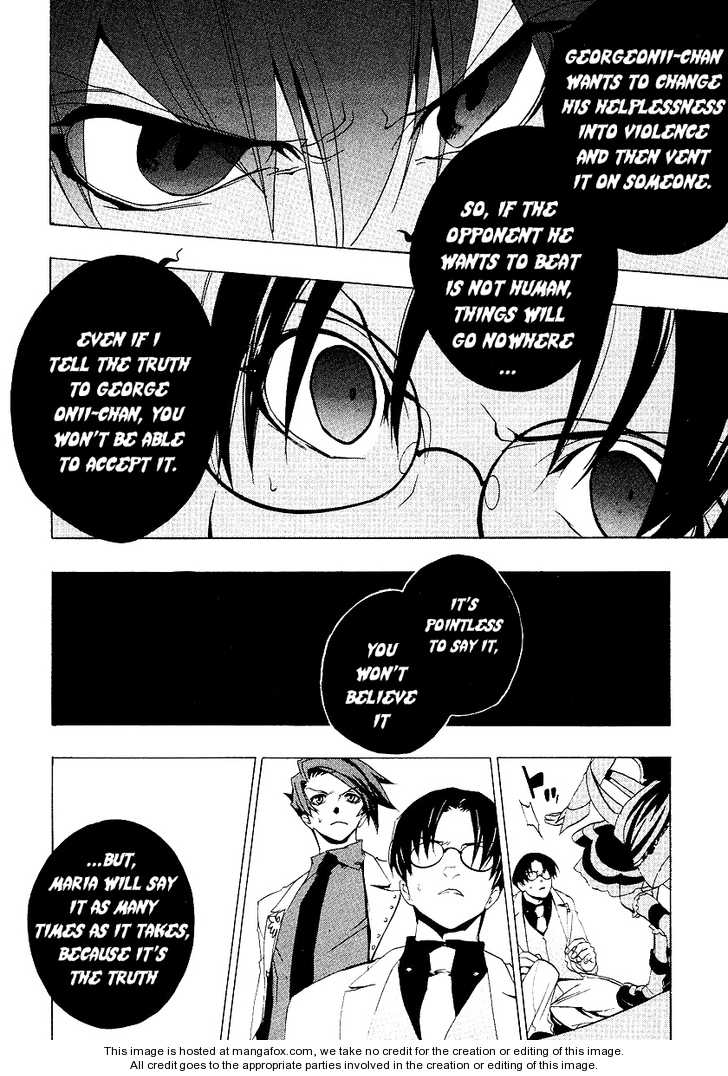 GEORGEONII-CHAN
WANTS TO CHANGE
HIS HELPLESSNESS
INTO VIOLENCE
AND THEN VENT
IT ON SOMEONE.
SO, IF THE
OPPONENT HE
WANTS TO BEAT
IS NOT HUMAN,
THINGS WILL
GO NOWHERE
...
EVEN IF I
TELL THE TRUTH
TO GEORGE
ONII-CHAN, YOU
WON'T BE ABLE
TO ACCEPT IT.
IT'S
POINTLESS
TO SAY IT,
YOU
WON'T
BELIEVE
IT
...BUT,
MARIA WILL SAY
IT AS MANY
TIMES AS IT TAKES,
BECAUSE IT'S
THE TRUTH
This image is hosted at mangafox.com, we take no credit for the creation or editing of this image.
All credit goes to the appropriate parties involved in the creation or editing of this image.